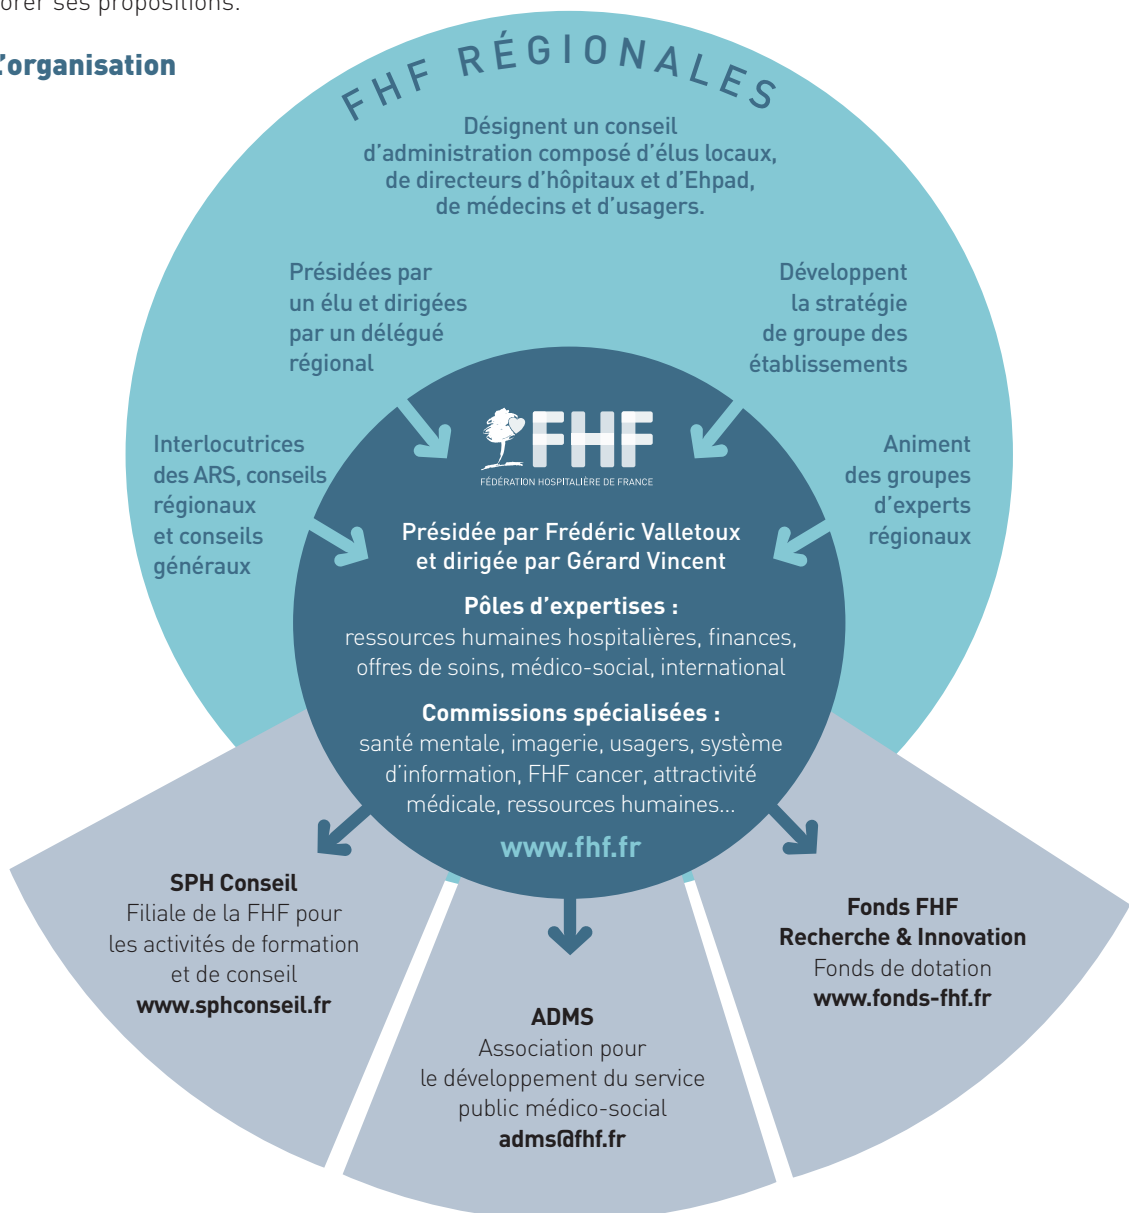 ses propositions.
L'organisation
FHF RÉGIONALES
Désignent un conseil
d'administration composé d'élus locaux,
de directeurs d'hôpitaux et d'Ehpad,
de médecins et d'usagers.
Présidées par
un élu et dirigées
par un délégué
régional
Développent
la stratégie
de groupe des
établissements
Interlocutrices
des ARS, conseils
régionaux
et conseils
généraux
Animent
des groupes
d'experts
régionaux
FHF
FÉDÉRATION HOSPITALIÈRE DE FRANCE
Présidée par Frédéric Valletoux
et dirigée par Gérard Vincent
Pôles d'expertises :
ressources humaines hospitalières, finances,
offres de soins, médico-social, international
Commissions spécialisées :
santé mentale, imagerie, usagers, système
d'information, FHF cancer, attractivité
médicale, ressources humaines...
www.fhf.fr
SPH Conseil
Filiale de la FHF pour
les activités de formation
et de conseil
www.sphconseil.fr
ADMS
Association pour
le développement du service
public médico-social
adms@fhf.fr
Fonds FHF
Recherche & Innovation
Fonds de dotation
www.fonds-fhf.fr